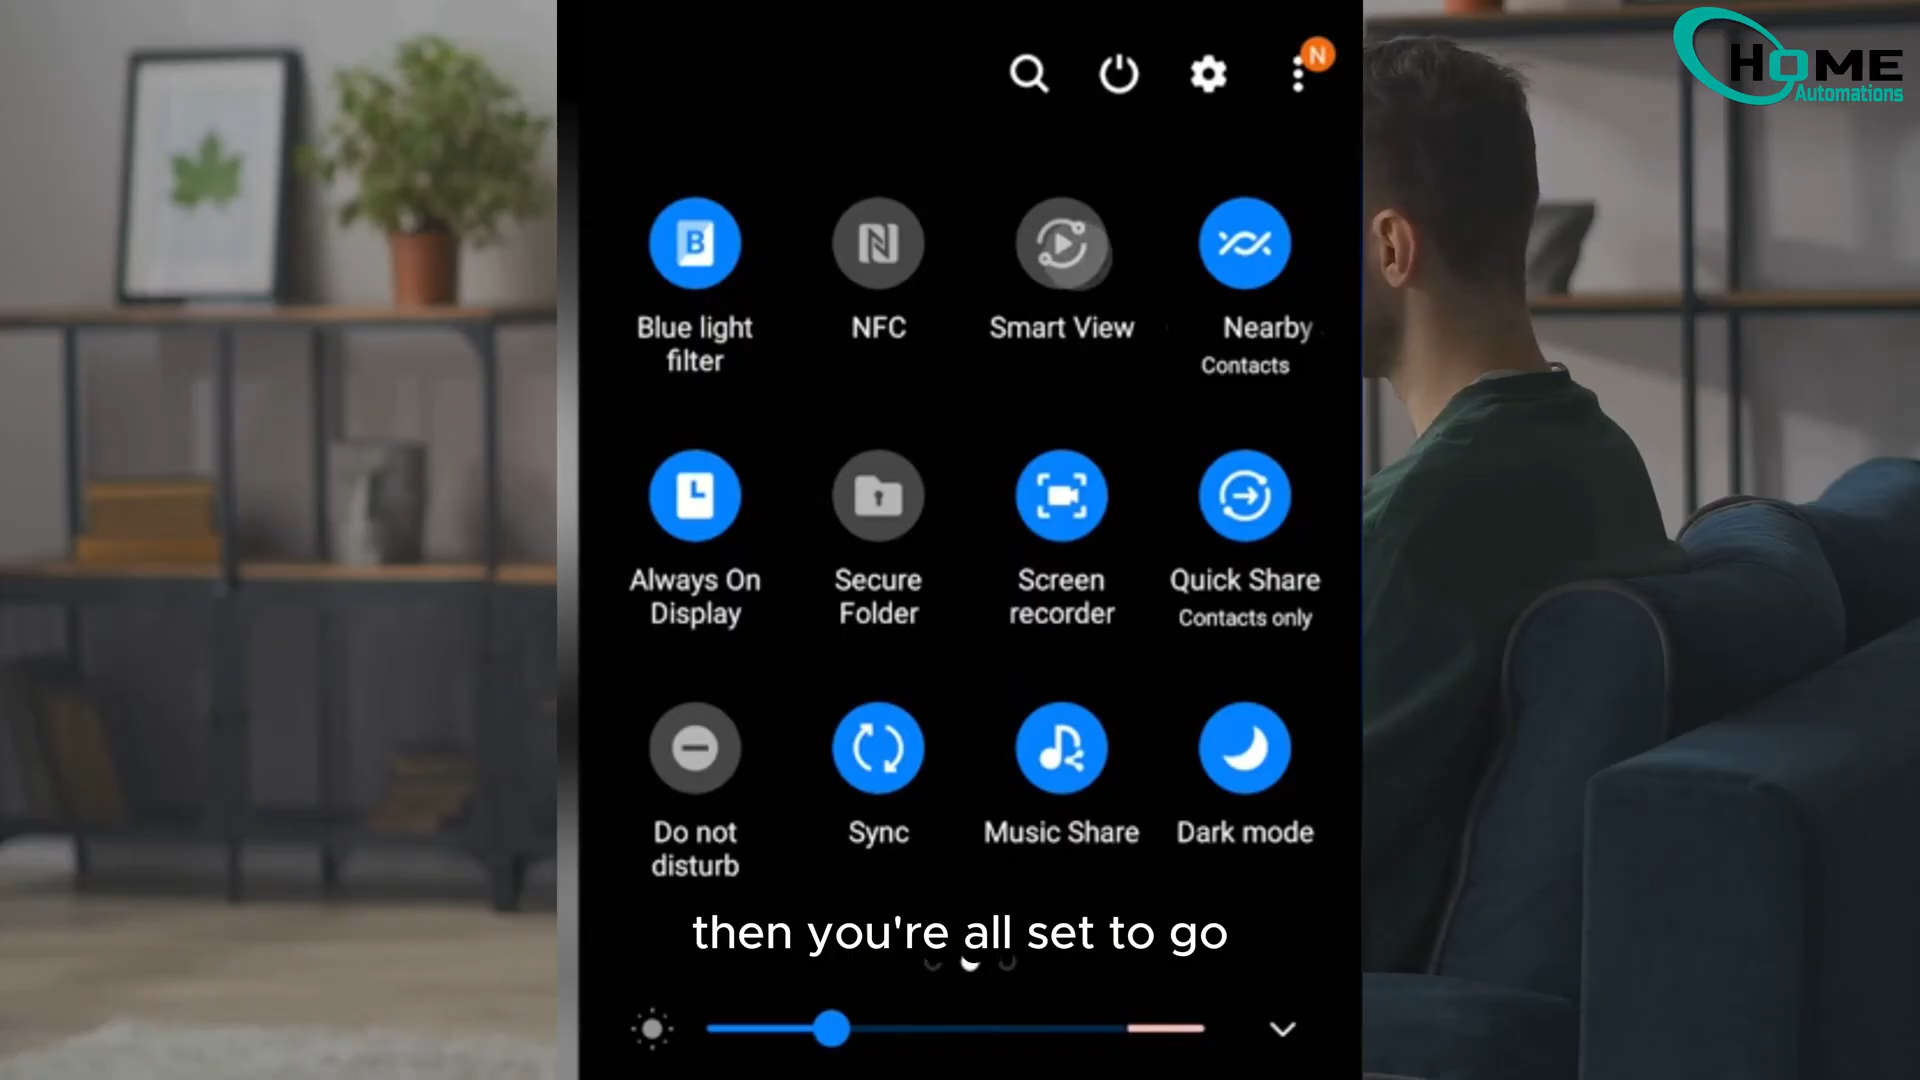 N
HOME
Automations
B
Blue light
filter
NFC
Smart View
Nearby
Contacts
Always On
Display
Secure
Folder
Screen
recorder
Quick Share
Contacts only
Do not
disturb
Sync
Music Share
Dark mode
then you're all set to go